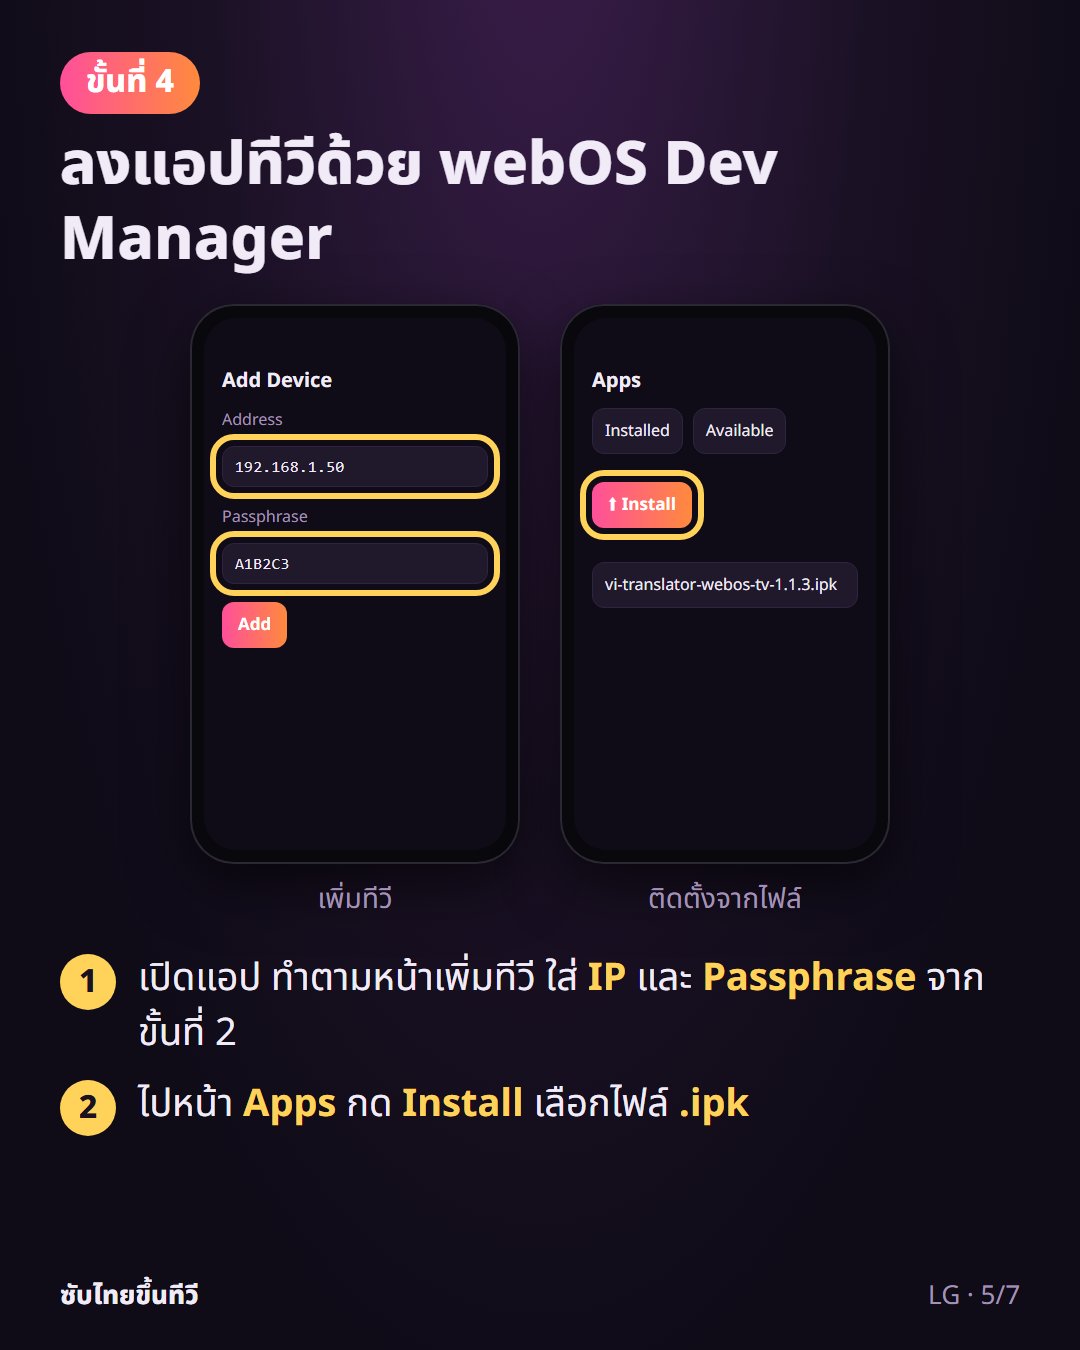 ขั้นที่ 4
ลงแอปทีวีด้วย webOS Dev
Manager
Add Device
Address
192.168.1.50
Passphrase
A1B2C3
Add
Apps
Installed
Available
⬆ Install
vi-translator-webos-tv-1.1.3.ipk
เพิ่มทีวี
ติดตั้งจากไฟล์
1 เปิดแอป ทำตามหน้าเพิ่มทีวี ใส่ IP และ Passphrase จาก
ขั้นที่ 2
2 ไปหน้า Apps กด Install เลือกไฟล์ .ipk
ซับไทยขึ้นทีวี
LG · 5/7